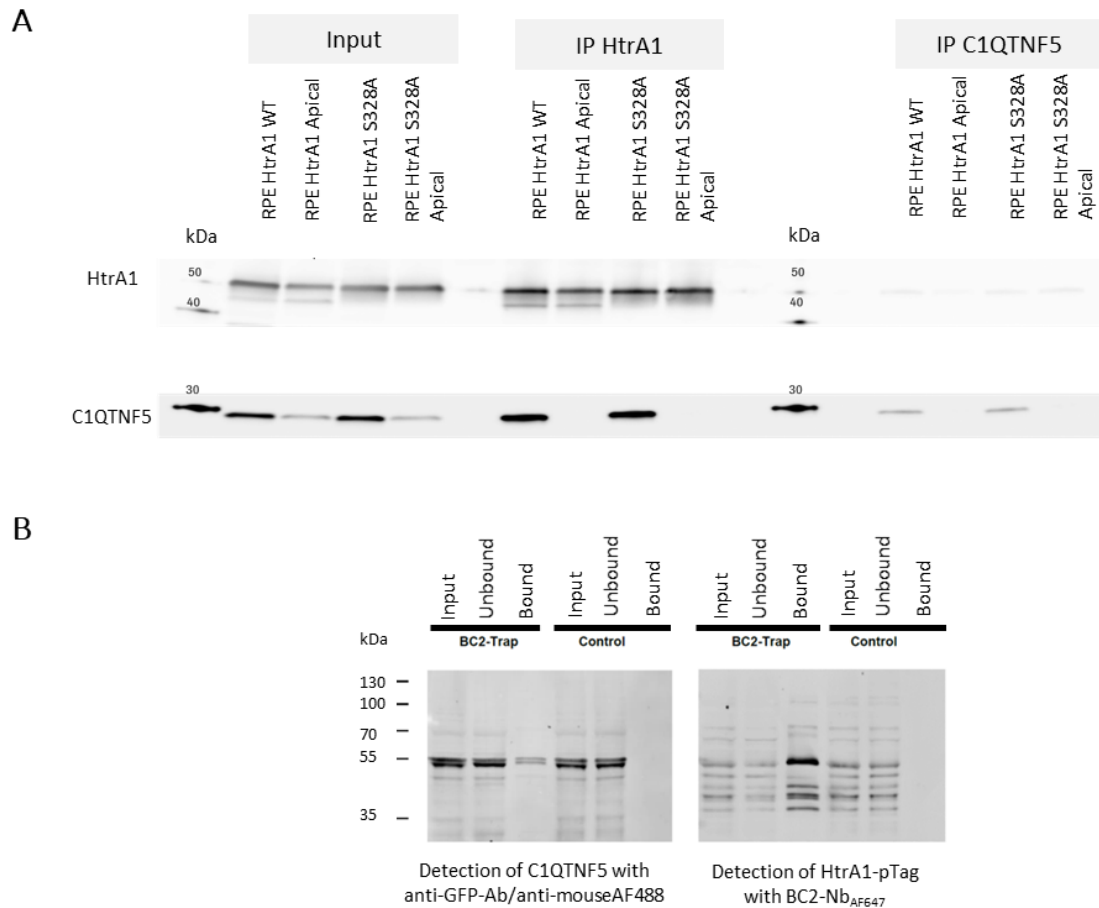 A
Input
IP HtrA1
IP C1QTNF5
RPE HtrA1 WT
RPE HtrA1 Apical
RPE HtrA1 S328A
RPE HtrA1 S328A
Apical
RPE HtrA1 WT
RPE HtrA1 Apical
RPE HtrA1 S328A
RPE HtrA1 S328A
Apical
RPE HtrA1 WT
RPE HtrA1 Apical
RPE HtrA1 S328A
RPE HtrA1 S328A
Apical
kDa
kDa
HtrA1
50
40
50
40
C1QTNF5
30
30
B
Input
Unbound
Bound
Input
Unbound
Bound
Input
Unbound
Bound
Input
Unbound
Bound
kDa
BC2-Trap
Control
BC2-Trap
Control
130
100
70
55
35
Detection of C1QTNF5 with
anti-GFP-Ab/anti-mouseAF488
Detection of HtrA1-pTag
with BC2-NbAF647